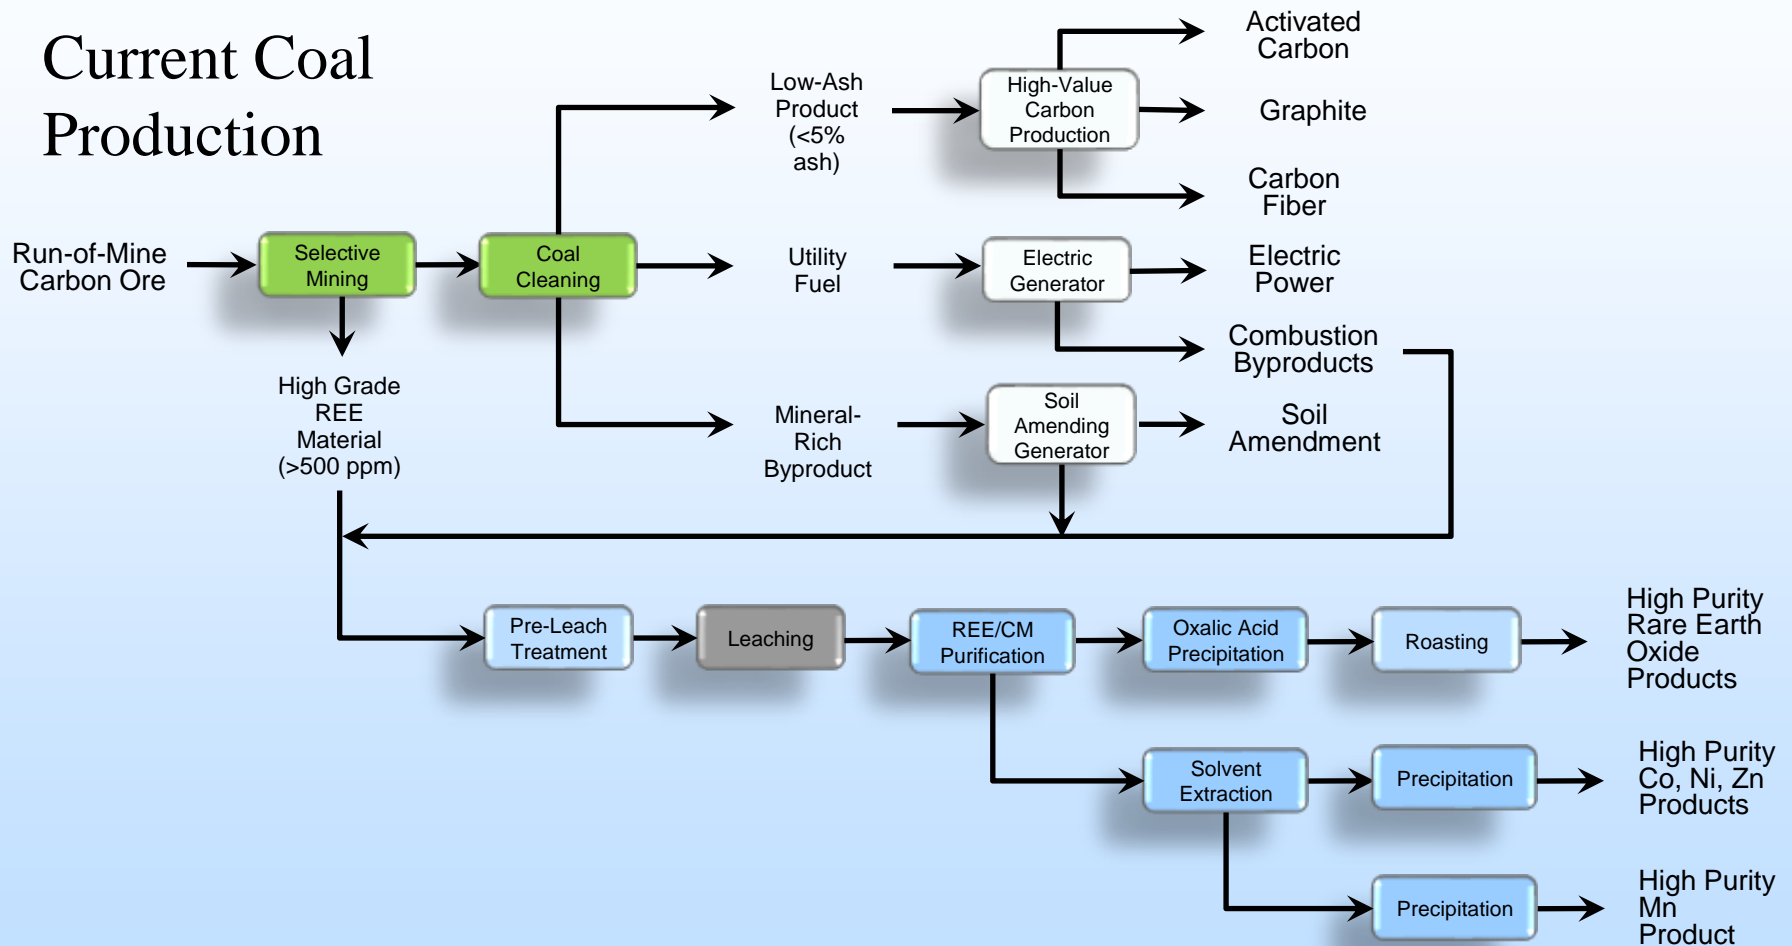 Current Coal
Production
Activated
Carbon
Low-Ash
Product
(<5%
ash)
High-Value
Carbon
Production
Graphite
Carbon
Fiber
Run-of-Mine
Carbon Ore
Selective
Mining
Coal
Cleaning
Utility
Fuel
Electric
Generator
Electric
Power
Combustion
Byproducts
High Grade
REE
Material
(>500 ppm)
Mineral-
Rich
Byproduct
Soil
Amending
Generator
Soil
Amendment
Pre-Leach
Treatment
Leaching
REE/CM
Purification
Oxalic Acid
Precipitation
Roasting
High Purity
Rare Earth
Oxide
Products
Solvent
Extraction
Precipitation
High Purity
Co, Ni, Zn
Products
Precipitation
High Purity
Mn
Product